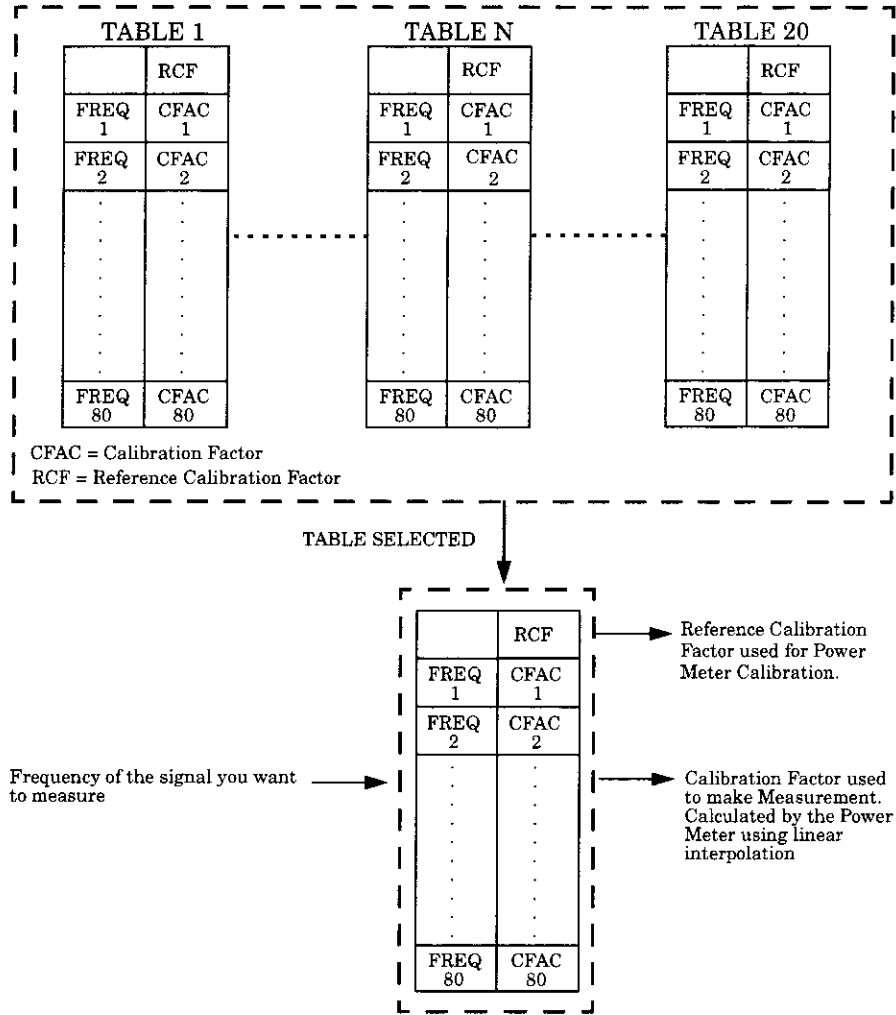 TABLE 1 TABLE N TABLE 20
RCF RCF RCF
FREQ 1 CFAC 1 FREQ 1 CFAC 1 FREQ 1 CFAC 1
FREQ 2 CFAC 2 FREQ 2 CFAC 2 FREQ 2 CFAC 2
FREQ 80 CFAC 80 FREQ 80 CFAC 80 FREQ 80 CFAC 80
CFAC = Calibration Factor
RCF = Reference Calibration Factor
TABLE SELECTED
RCF
FREQ 1 CFAC 1
FREQ 2 CFAC 2
FREQ 80 CFAC 80
Reference Calibration
Factor used for Power
Meter Calibration.
Frequency of the signal you want
to measure
Calibration Factor used
to make Measurement.
Calculated by the Power
Meter using linear
interpolation